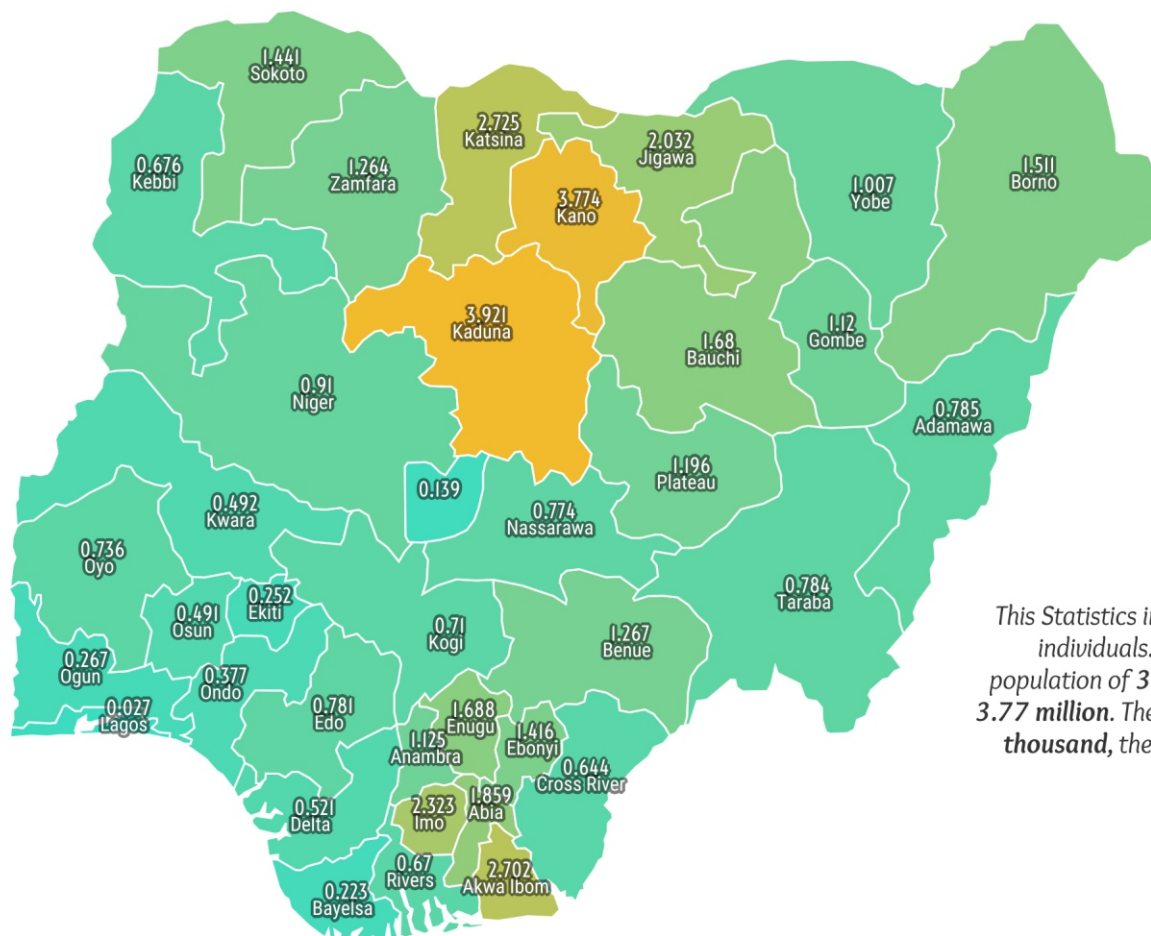 1.441
Sokoto
2.725
Katsina
2.032
Jigawa
0.676
Kebbi
1.264
Zamfara
3.774
Kano
1.007
Yobe
1.511
Borno
3.921
Kaduna
1.68
Bauchi
1.12
Gombe
0.91
Niger
0.785
Adamawa
1.196
Plateau
0.139
0.492
Kwara
0.774
Nassarawa
0.736
Oyo
0.784
Taraba
0.491
Osun
0.252
Ekiti
0.71
Kogi
1.267
Benue
0.267
Ogun
0.377
Ondo
0.027
Lagos
0.781
Edo
1.688
Enugu
1.125
Anambra
1.416
Ebonyi
0.644
Cross River
0.521
Delta
2.323
Imo
1.859
Abia
0.67
Rivers
2.702
Akwa Ibom
0.223
Bayelsa
This Statistics i
individuals.
population of 3
3.77 million. The
thousand, the